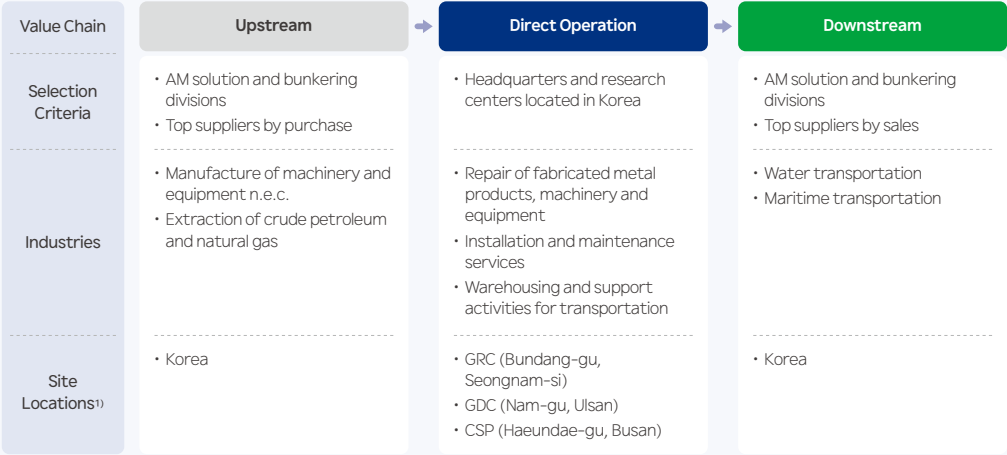 Value Chain
Upstream
Direct Operation
Downstream
Selection
Criteria
• AM solution and bunkering
divisions
• Top suppliers by purchase
• Headquarters and research
centers located in Korea
• AM solution and bunkering
divisions
• Top suppliers by sales
Industries
• Manufacture of machinery and
equipment n.e.c.
• Extraction of crude petroleum
and natural gas
• Repair of fabricated metal
products, machinery and
equipment
• Installation and maintenance
services
• Warehousing and support
activities for transportation
• Water transportation
• Maritime transportation
Site
Locations1)
• Korea
• GRC (Bundang-gu,
Seongnam-si)
• GDC (Nam-gu, Ulsan)
• CSP (Haeundae-gu, Busan)
• Korea